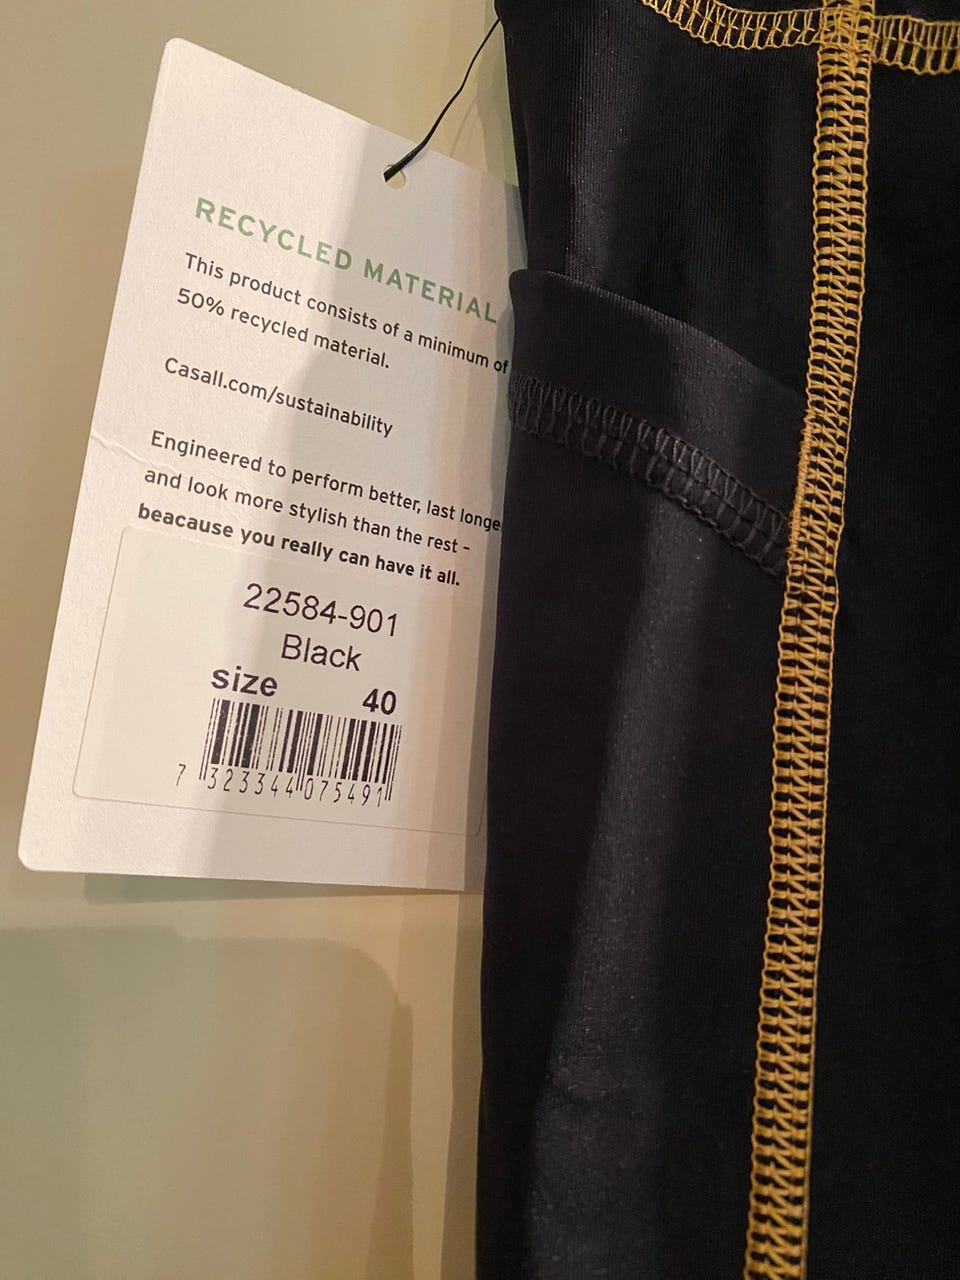 RECYCLED MATERIAL
This product consists of a minimum of
50% recycled material.
Casall.com/sustainability
Engineered to perform better, last longe
and look more stylish than the rest –
beacause you really can have it all.
22584-901
Black
size 40
7 323344 075491